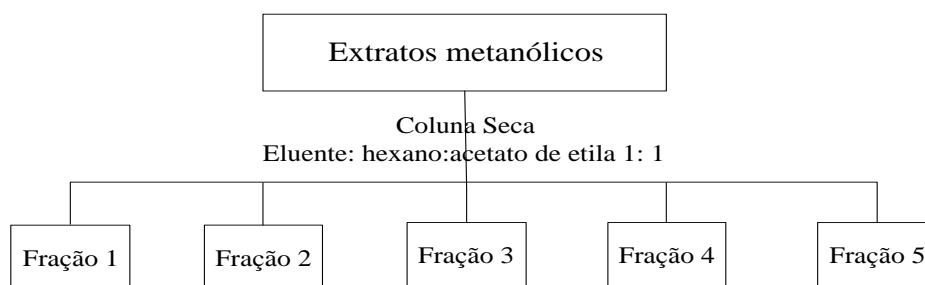 Extratos metanólicos
Coluna Seca
Eluente: hexano:acetato de etila 1: 1
Fração 1
Fração 2
Fração 3
Fração 4
Fração 5